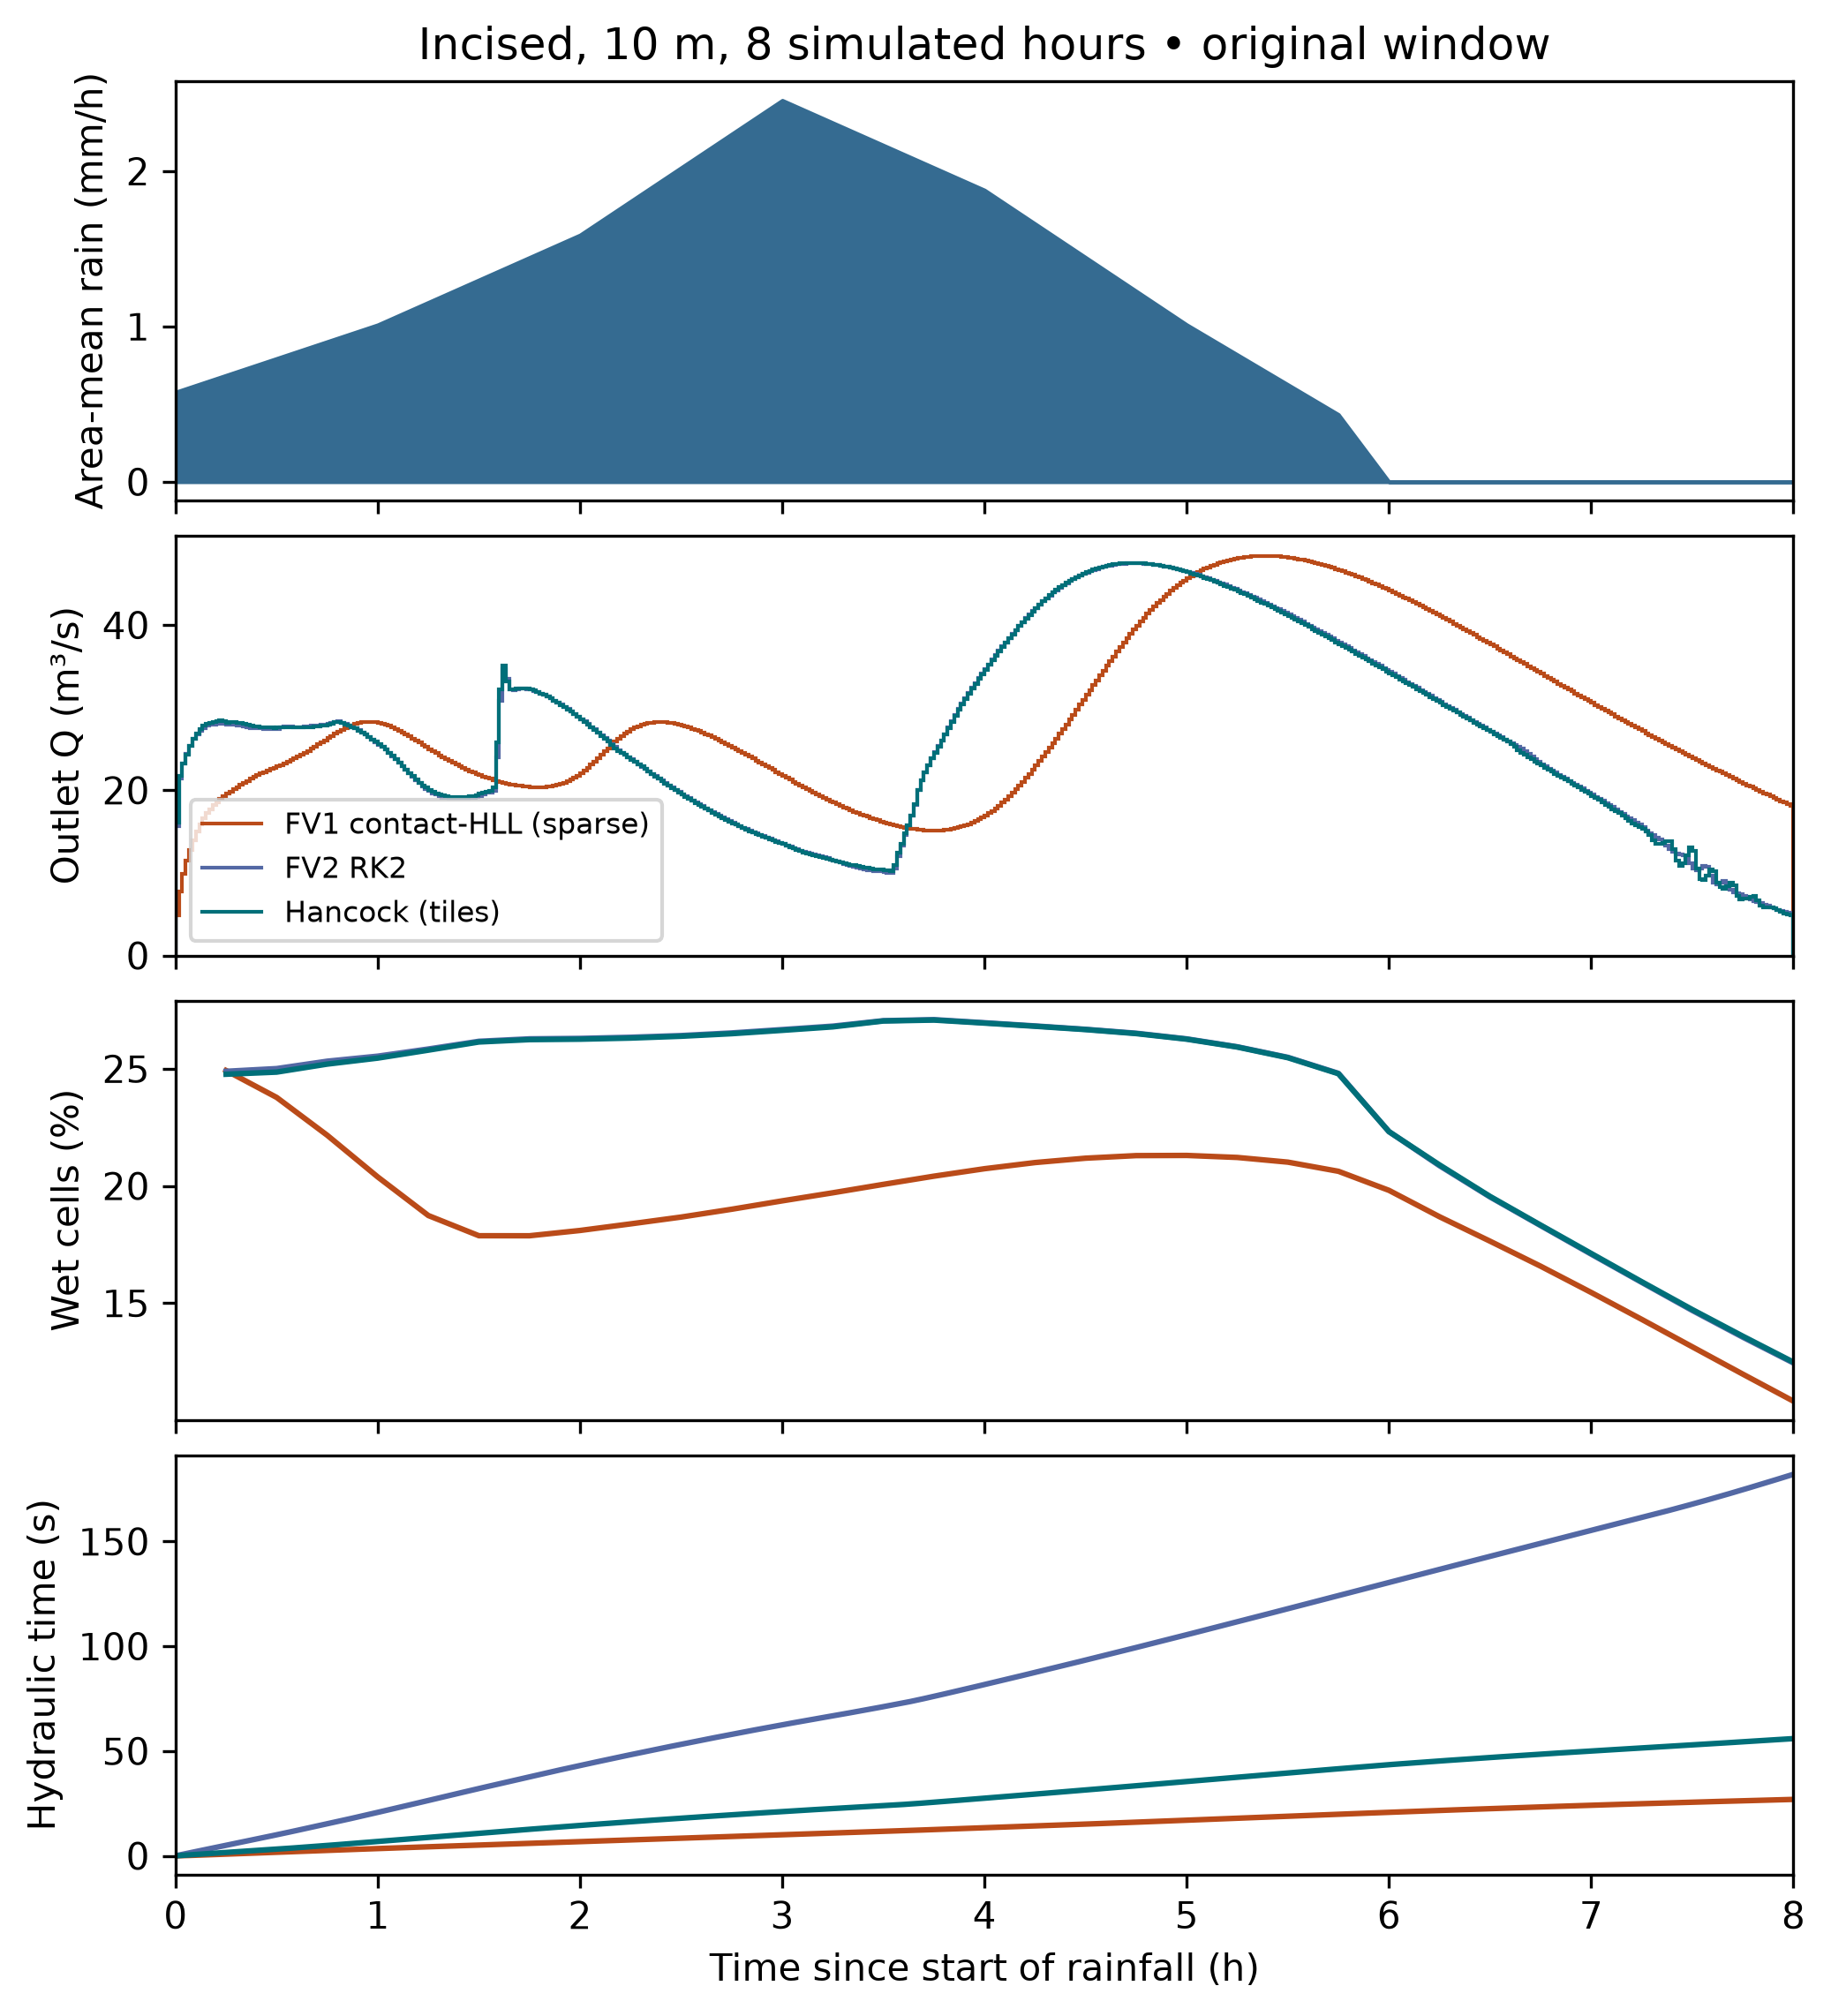 Incised, 10 m, 8 simulated hours • original window
Area-mean rain (mm/h)
2
1
0
Outlet Q (m³/s)
40
20
0
FV1 contact-HLL (sparse)
FV2 RK2
Hancock (tiles)
Wet cells (%)
25
20
15
Hydraulic time (s)
150
100
50
0
0 1 2 3 4 5 6 7 8
Time since start of rainfall (h)